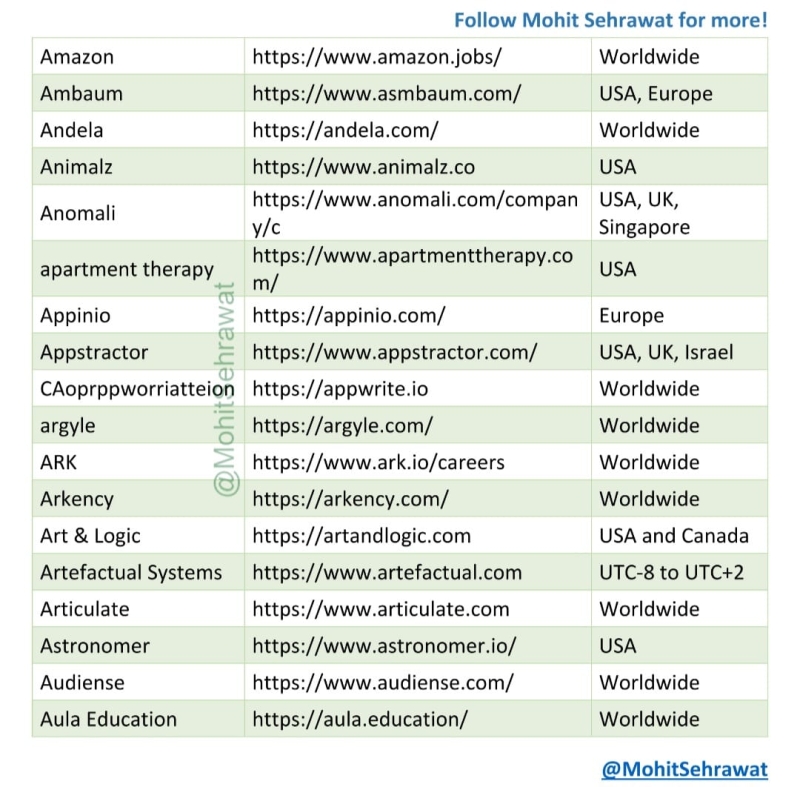 Follow Mohit Sehrawat for more!
Amazon https://www.amazon.jobs/ Worldwide
Ambaum https://www.asmbaum.com/ USA, Europe
Andela https://andela.com/ Worldwide
Animalz https://www.animalz.co USA
Anomali https://www.anomali.com/compan USA, UK,
y/c Singapore
apartment therapy https://www.apartmenttherapy.co USA
m/
Appinio https://appinio.com/ Europe
Appstractor https://www.appstractor.com/ USA, UK, Israel
CAoprppworriatteion https://appwrite.io Worldwide
argyle https://argyle.com/ Worldwide
ARK https://www.ark.io/careers Worldwide
Arkency https://arkency.com/ Worldwide
Art & Logic https://artandlogic.com USA and Canada
Artefactual Systems https://www.artefactual.com UTC-8 to UTC+2
Articulate https://www.articulate.com Worldwide
Astronomer https://www.astronomer.io/ USA
Audiense https://www.audiense.com/ Worldwide
Aula Education https://aula.education/ Worldwide
@MohitSehrawat
@MohitSehrawat